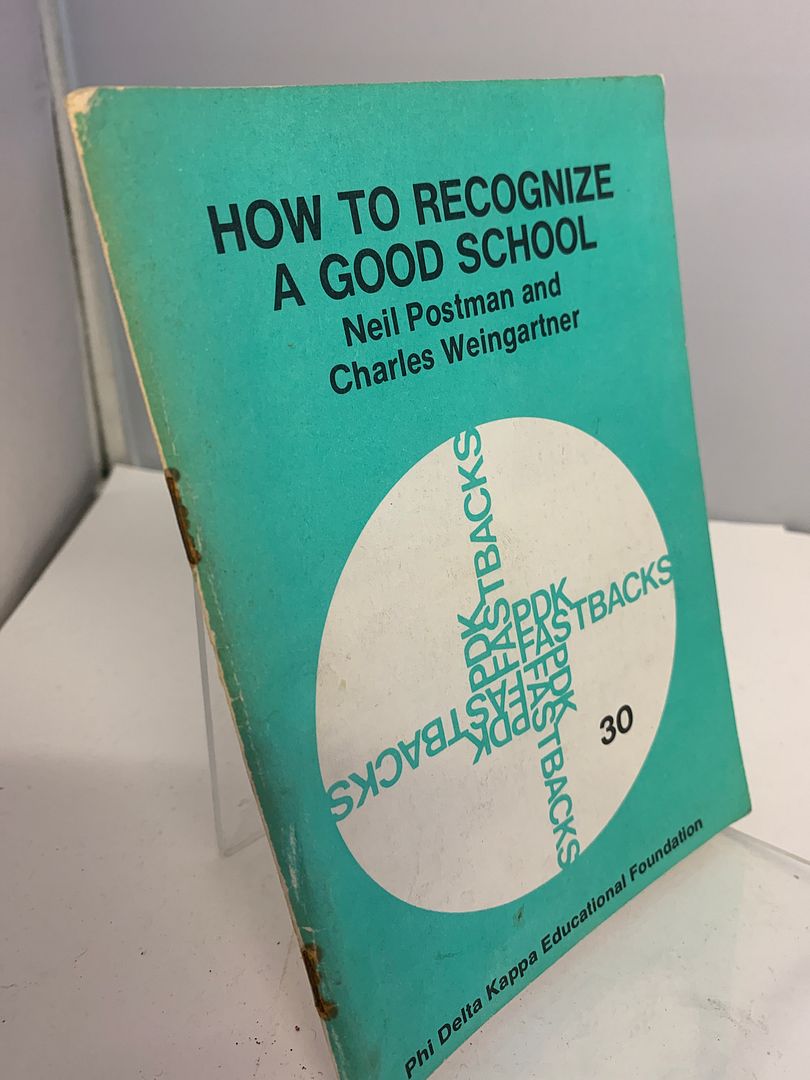 HOW TO RECOGNIZE
A GOOD SCHOOL
Neil Postman and
Charles Weingartner
PDK
FASTBACKS
PDK
FASTBACKS
PDK
FASTBACKS
PDK
FASTBACKS
30
Phi Delta Kappa Educational Foundation